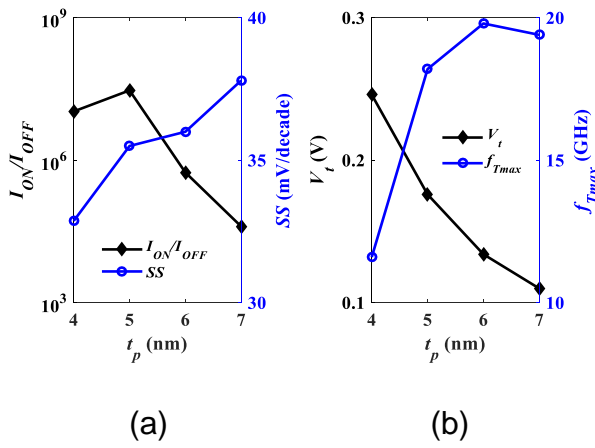 10^9
40
0.3
20
I_ON/I_OFF
10^6
35
SS (mV/decade)
V_t (V)
0.2
15
f_Tmax (GHz)
V_t
f_Tmax
I_ON/I_OFF
SS
10^3
30
0.1
10
4 5 6 7
4 5 6 7
t_p (nm)
t_p (nm)
(a)
(b)